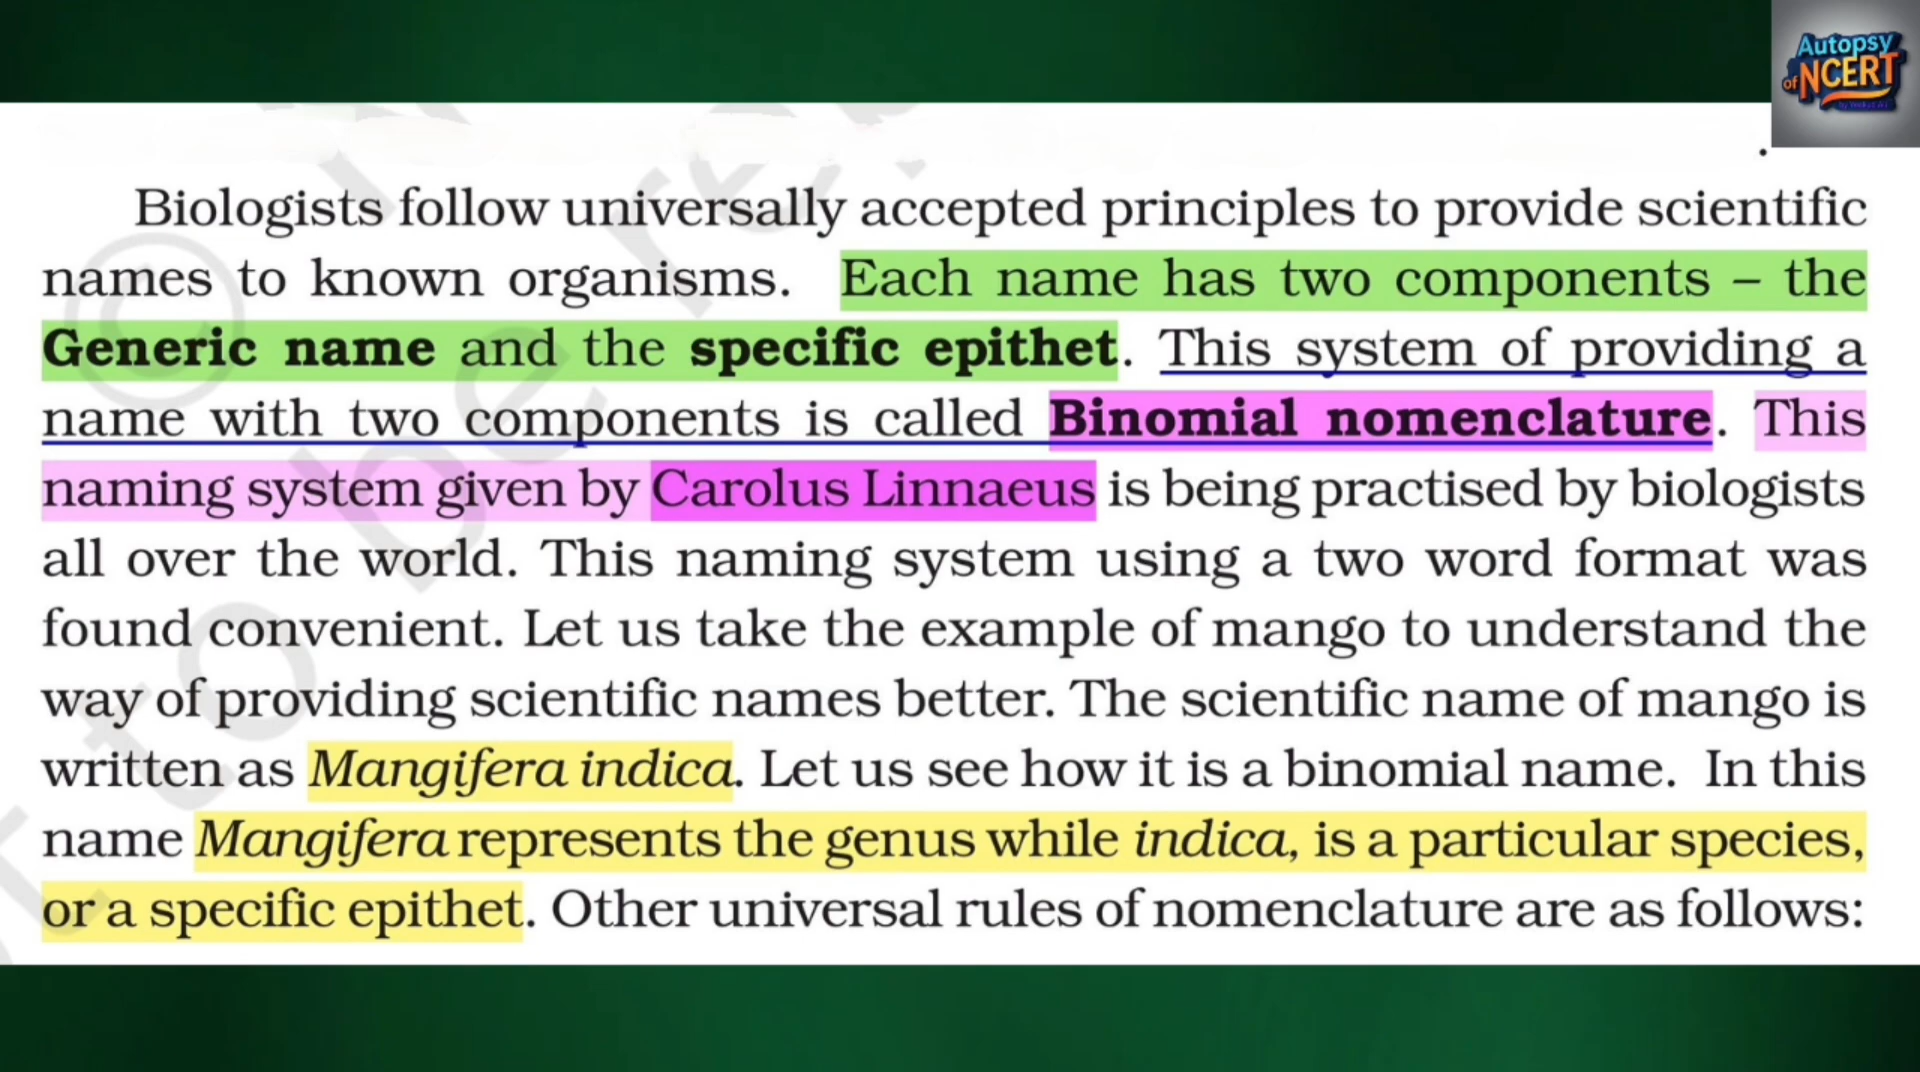 Autopsy
of NCERT
Biologists follow universally accepted principles to provide scientific
names to known organisms. Each name has two components – the
Generic name and the specific epithet. This system of providing a
name with two components is called Binomial nomenclature. This
naming system given by Carolus Linnaeus is being practised by biologists
all over the world. This naming system using a two word format was
found convenient. Let us take the example of mango to understand the
way of providing scientific names better. The scientific name of mango is
written as Mangifera indica. Let us see how it is a binomial name. In this
name Mangifera represents the genus while indica, is a particular species,
or a specific epithet. Other universal rules of nomenclature are as follows: